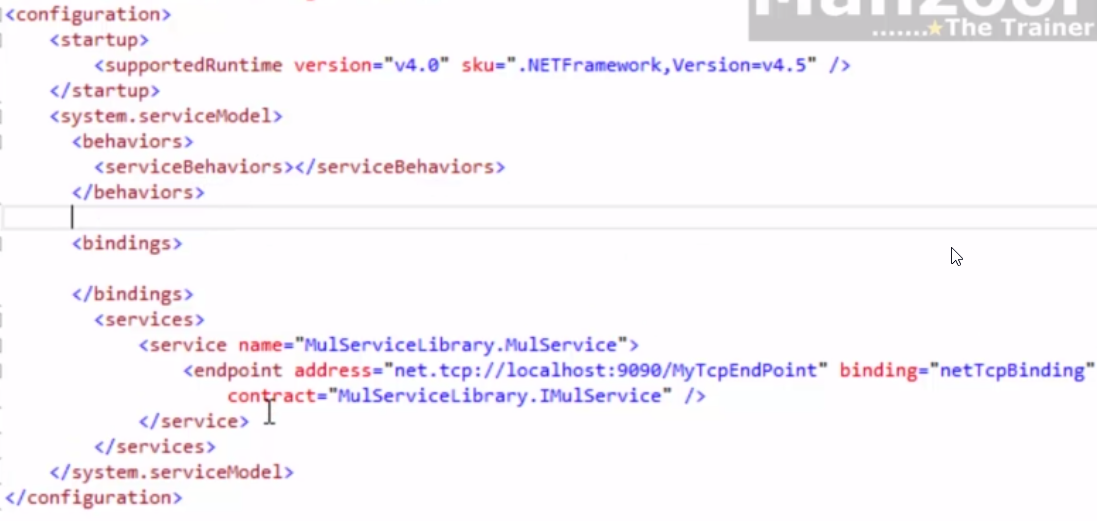 Manzoor
.......★The Trainer
<configuration>
<startup>
<supportedRuntime version="v4.0" sku=".NETFramework,Version=v4.5" />
</startup>
<system.serviceModel>
<behaviors>
<serviceBehaviors></serviceBehaviors>
</behaviors>
<bindings>
</bindings>
<services>
<service name="MulServiceLibrary.MulService">
<endpoint address="net.tcp://localhost:9090/MyTcpEndPoint" binding="netTcpBinding"
contract="MulServiceLibrary.IMulService" />
</service>
</services>
</system.serviceModel>
</configuration>